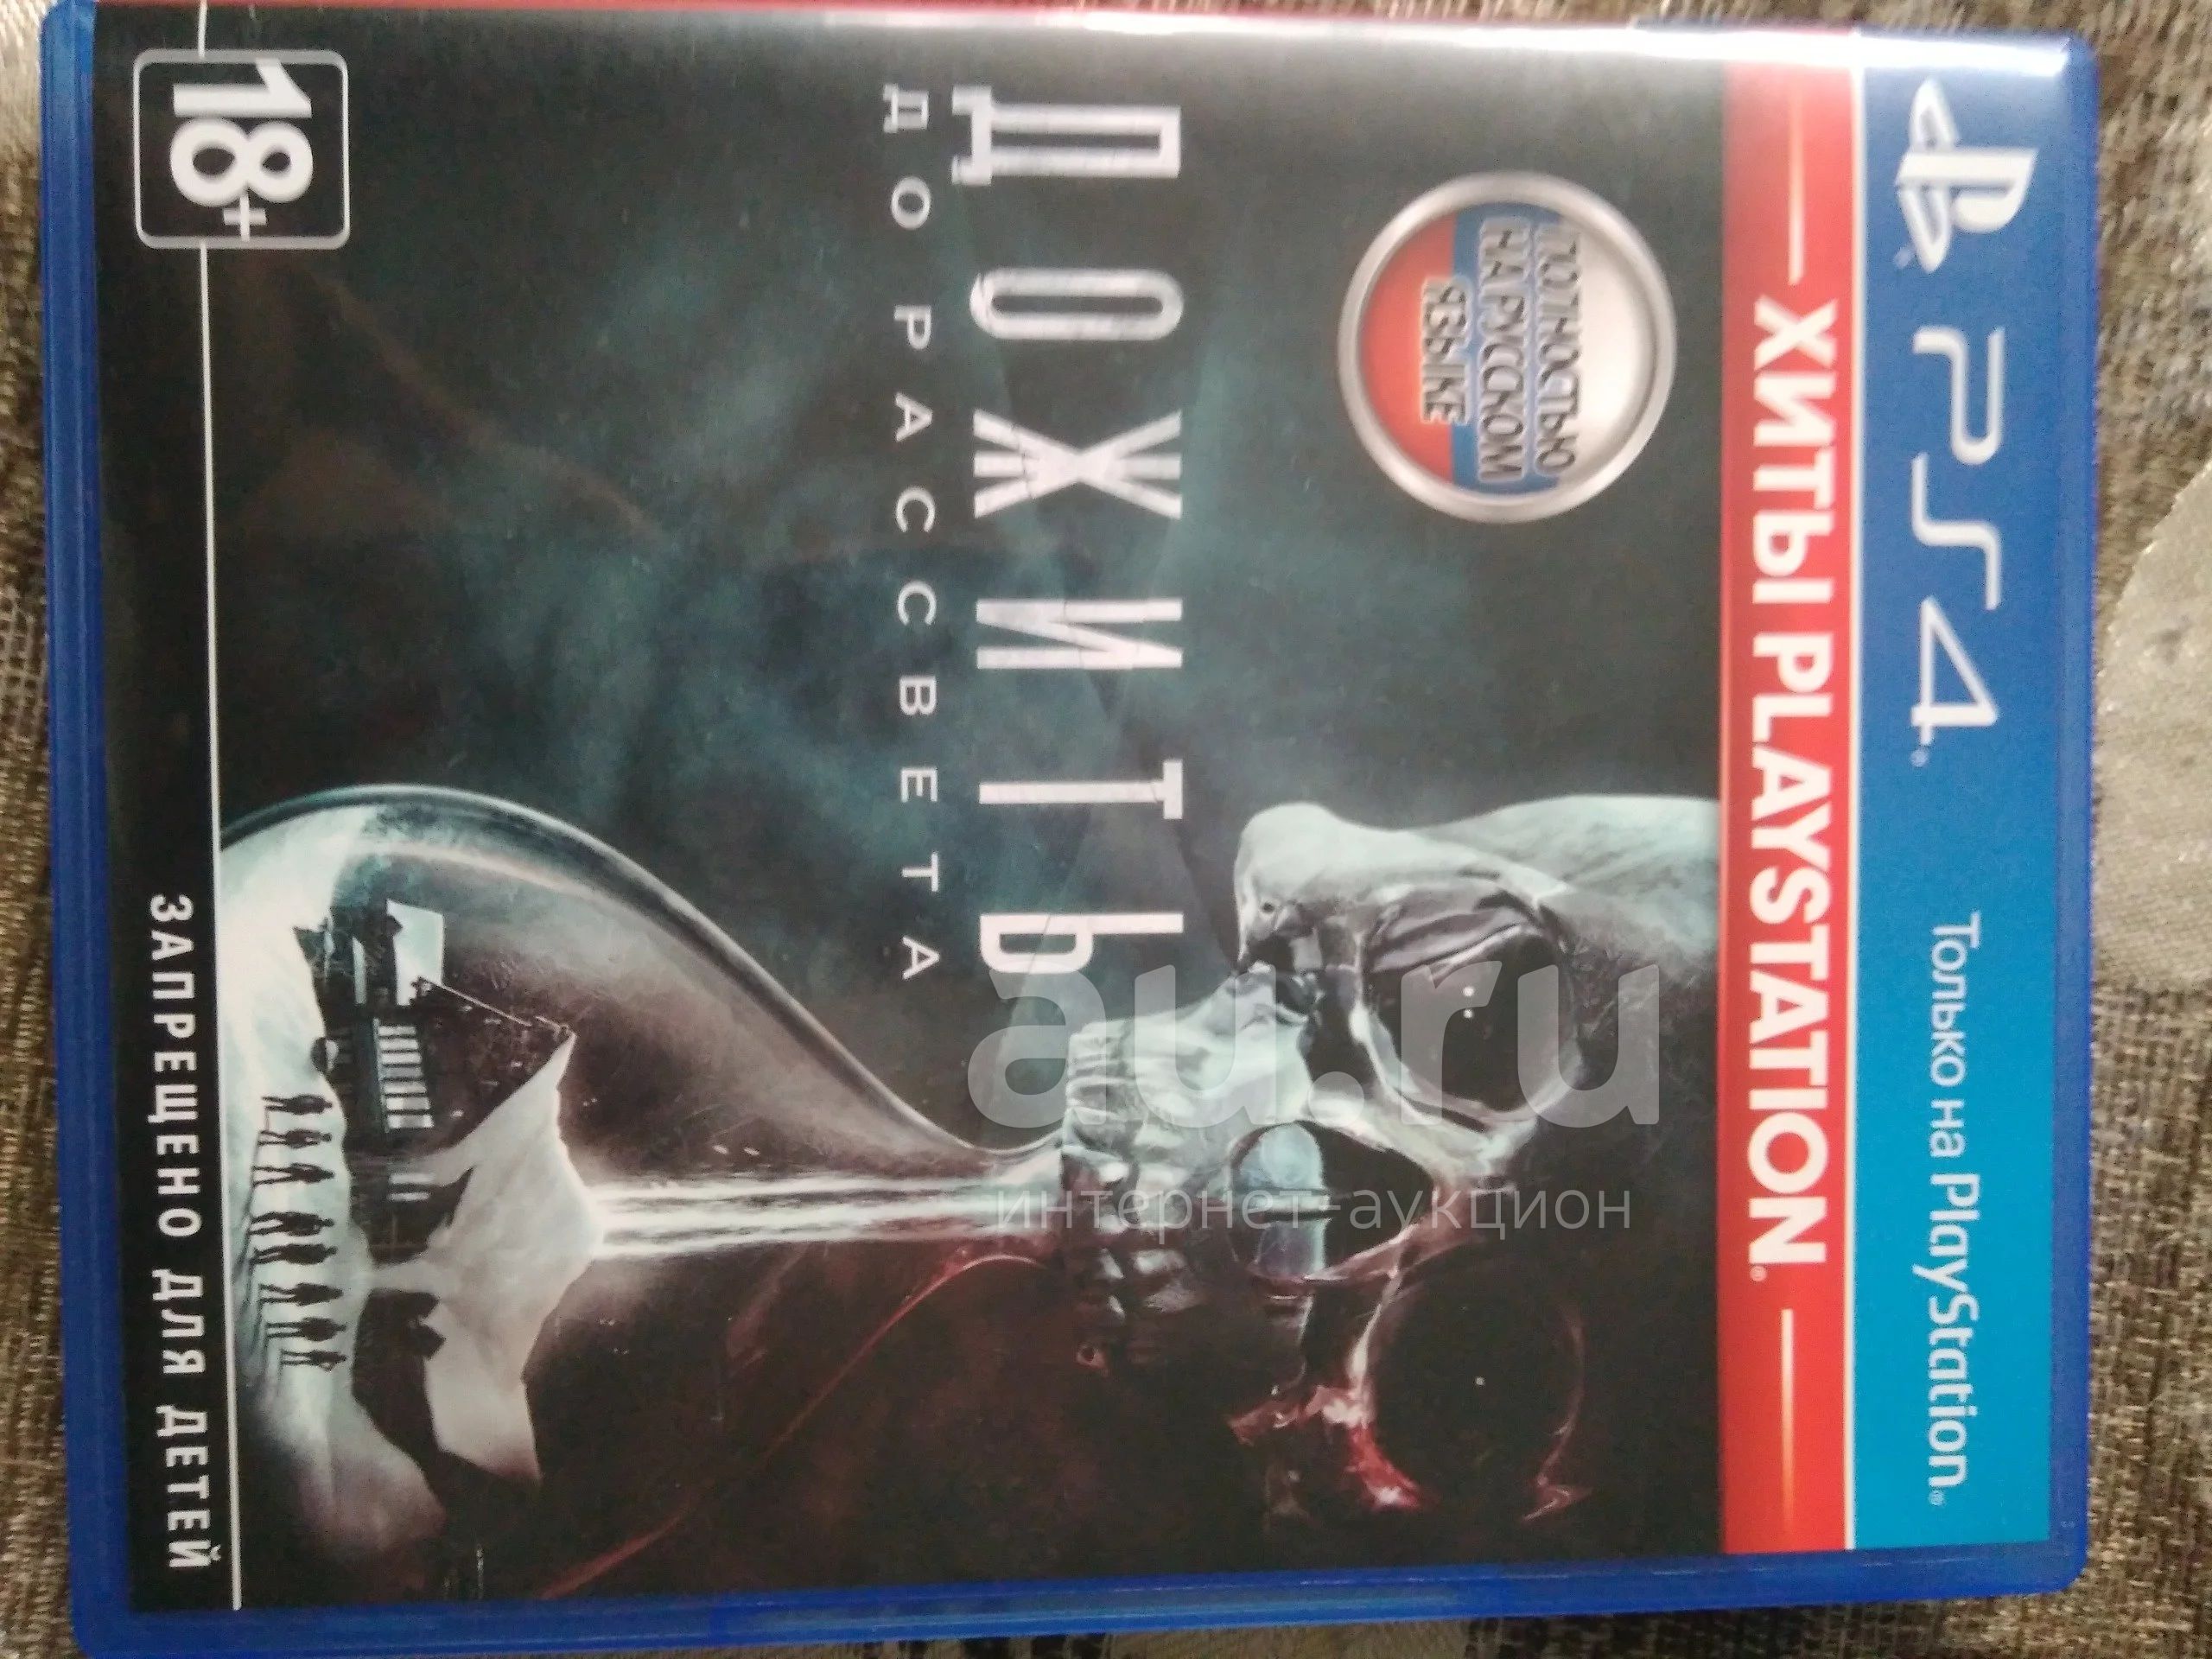 PS4
Только на PlayStation®
ХИТЫ PLAYSTATION®
ПОЛНОСТЬЮ
НА РУССКОМ
ЯЗЫКЕ
ДОЖИТЬ
ДО РАССВЕТА
au.ru
интернет-аукцион
18+
ЗАПРЕЩЕНО ДЛЯ ДЕТЕЙ